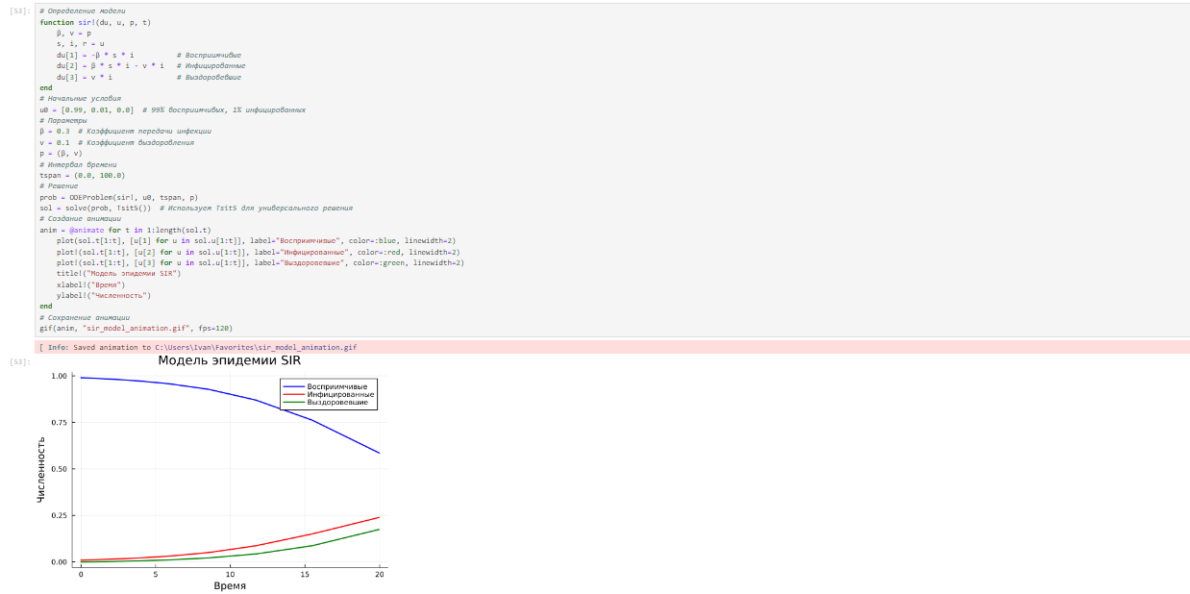 [53]:
# Определение модели
function sir!(du, u, p, t)
    β, ν = p
    s, i, r = u
    du[1] = -β * s * i          # Восприимчивые
    du[2] = β * s * i - ν * i   # Инфицированные
    du[3] = ν * i               # Выздоровевшие
end
# Начальные условия
u0 = [0.99, 0.01, 0.0]  # 99% восприимчивых, 1% инфицированных
# Параметры
β = 0.3  # Коэффициент передачи инфекции
ν = 0.1  # Коэффициент выздоровления
p = (β, ν)
# Интервал времени
tspan = (0.0, 100.0)
# Решение
prob = ODEProblem(sir!, u0, tspan, p)
sol = solve(prob, Tsit5())  # Используем Tsit5 для универсального решения
# Создание анимации
anim = @animate for t in 1:length(sol.t)
    plot(sol.t[1:t], [u[1] for u in sol.u[1:t]], label="Восприимчивые", color=:blue, linewidth=2)
    plot!(sol.t[1:t], [u[2] for u in sol.u[1:t]], label="Инфицированные", color=:red, linewidth=2)
    plot!(sol.t[1:t], [u[3] for u in sol.u[1:t]], label="Выздоровевшие", color=:green, linewidth=2)
    title!("Модель эпидемии SIR")
    xlabel!("Время")
    ylabel!("Численность")
end
# Сохранение анимации
gif(anim, "sir_model_animation.gif", fps=120)
[ Info: Saved animation to C:\Users\Ivan\Favorites\sir_model_animation.gif
[53]:
Модель эпидемии SIR
1.00
0.75
0.50
0.25
0.00
Численность
Восприимчивые
Инфицированные
Выздоровевшие
0 5 10 15 20
Время